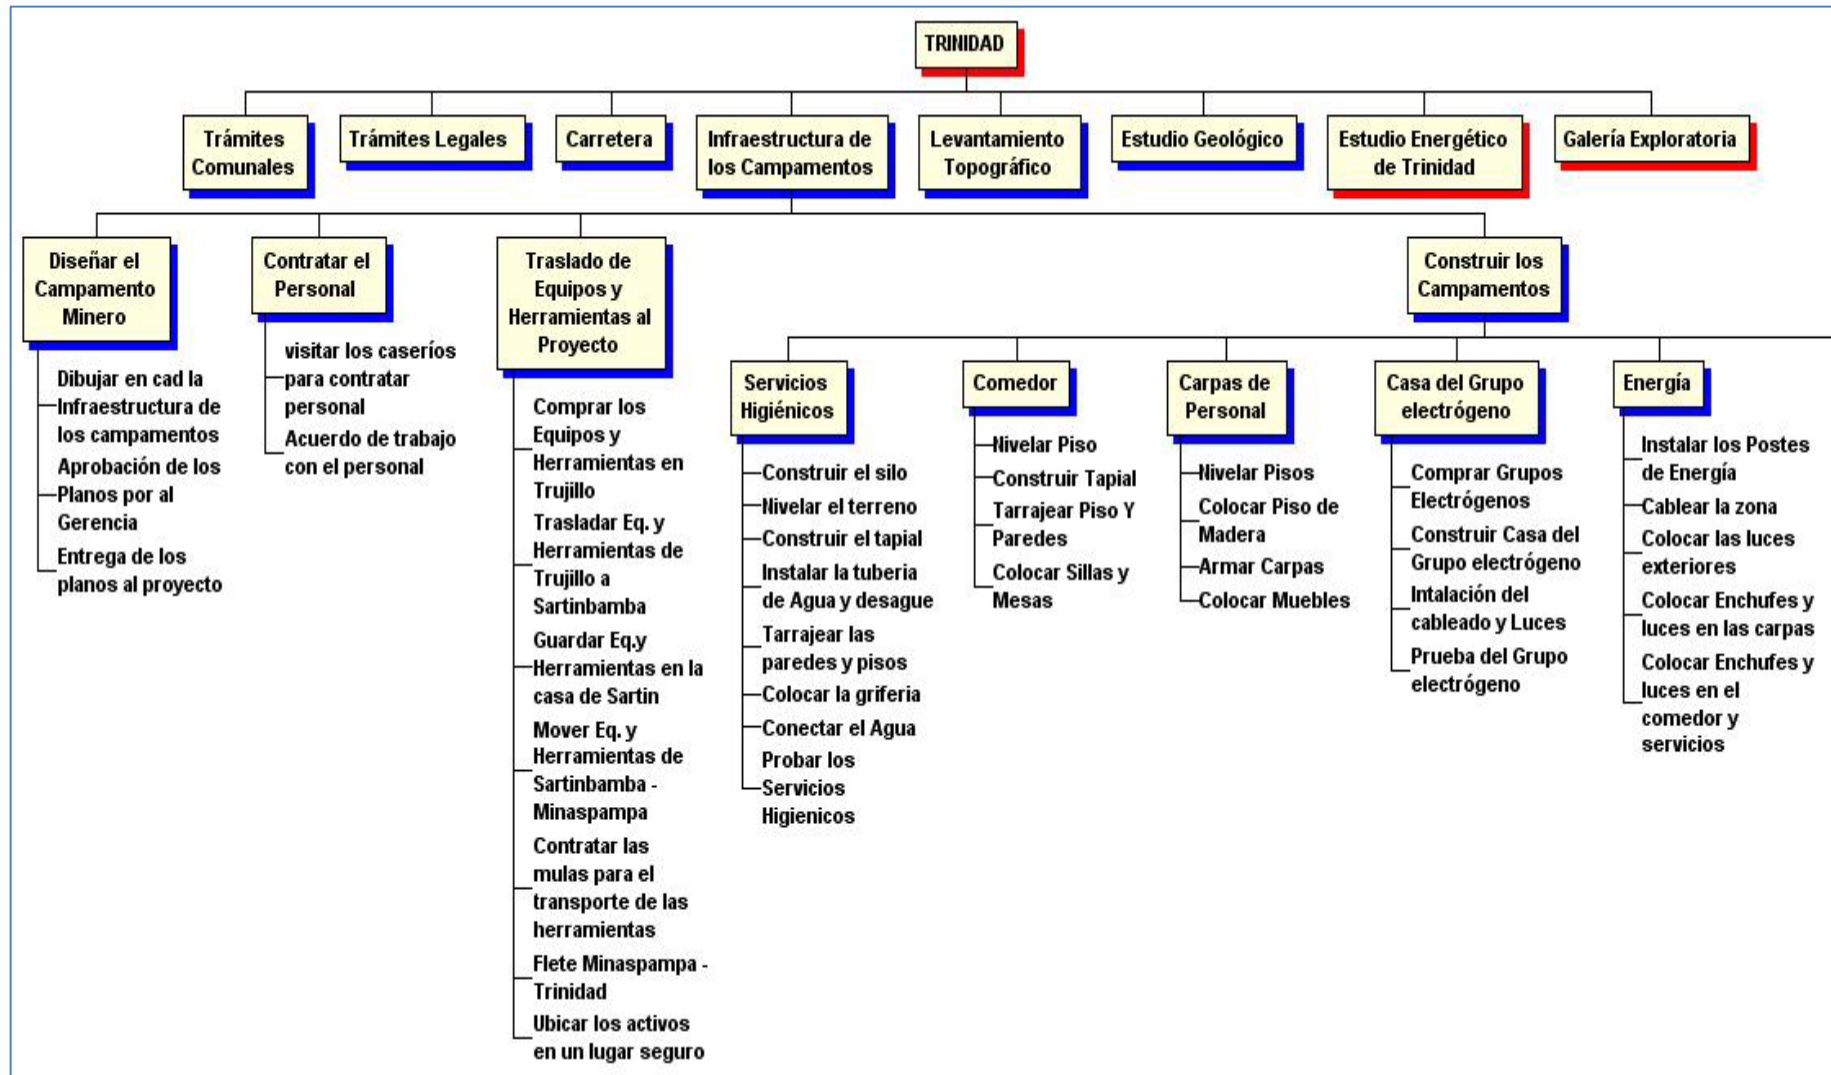 TRINIDAD
Trámites
Comunales
Trámites Legales
Carretera
Infraestructura de
los Campamentos
Levantamiento
Topográfico
Estudio Geológico
Estudio Energético
de Trinidad
Galería Exploratoria
Diseñar el
Campamento
Minero
Dibujar en cad la
Infraestructura de
los campamentos
Aprobación de los
Planos por al
Gerencia
Entrega de los
planos al proyecto
Contratar el
Personal
visitar los caseríos
para contratar
personal
Acuerdo de trabajo
con el personal
Traslado de
Equipos y
Herramientas al
Proyecto
Comprar los
Equipos y
Herramientas en
Trujillo
Trasladar Eq. y
Herramientas de
Trujillo a
Sartinbamba
Guardar Eq.y
Herramientas en la
casa de Sartin
Mover Eq. y
Herramientas de
Sartinbamba -
Minaspampa
Contratar las
mulas para el
transporte de las
herramientas
Flete Minaspampa -
Trinidad
Ubicar los activos
en un lugar seguro
Construir los
Campamentos
Servicios
Higiénicos
Construir el silo
Nivelar el terreno
Construir el tapial
Instalar la tuberia
de Agua y desague
Tarrajear las
paredes y pisos
Colocar la griferia
Conectar el Agua
Probar los
Servicios
Higienicos
Comedor
Nivelar Piso
Construir Tapial
Tarrajear Piso Y
Paredes
Colocar Sillas y
Mesas
Carpas de
Personal
Nivelar Pisos
Colocar Piso de
Madera
Armar Carpas
Colocar Muebles
Casa del Grupo
electrógeno
Comprar Grupos
Electrógenos
Construir Casa del
Grupo electrógeno
Intalación del
cableado y Luces
Prueba del Grupo
electrógeno
Energía
Instalar los Postes
de Energía
Cablear la zona
Colocar las luces
exteriores
Colocar Enchufes y
luces en las carpas
Colocar Enchufes y
luces en el
comedor y
servicios